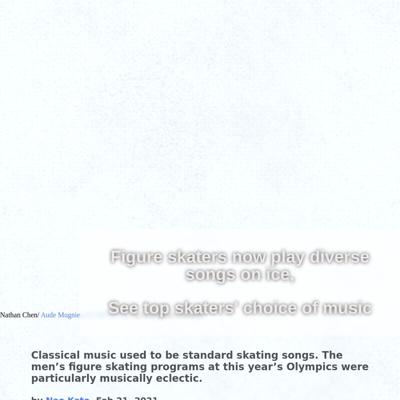 Figure skaters now play diverse
songs on ice,
See top skaters' choice of music
Nathan Chen/ Aude Mugnie
Classical music used to be standard skating songs. The
men's figure skating programs at this year's Olympics were
particularly musically eclectic.
by Nao Kato, Feb 21, 2021